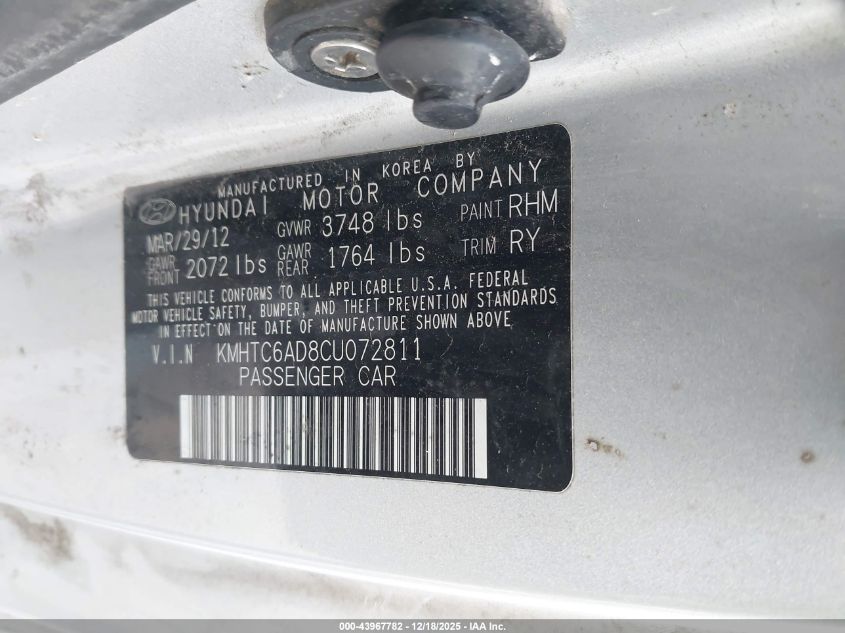 MANUFACTURED IN KOREA BY
HYUNDAI MOTOR COMPANY
MAR/29/12 GVWR 3748 lbs PAINT RHM
GAWR FRONT 2072 lbs GAWR REAR 1764 lbs TRIM RY
THIS VEHICLE CONFORMS TO ALL APPLICABLE U.S.A. FEDERAL
MOTOR VEHICLE SAFETY, BUMPER, AND THEFT PREVENTION STANDARDS
IN EFFECT ON THE DATE OF MANUFACTURE SHOWN ABOVE
V.I.N KMHTC6AD8CU072811
PASSENGER CAR
000-43967782 - 12/18/2025 - IAA Inc.